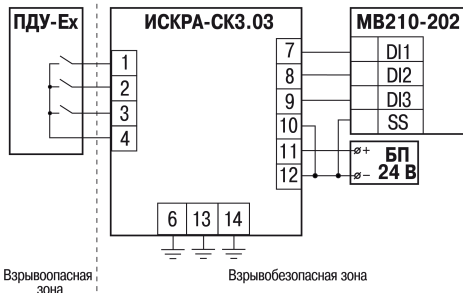 ПДУ-Ex
ИСКРА-СК3.03
МВ210-202
1
2
3
4
7
8
9
10
11
12
6 13 14
DI1
DI2
DI3
SS
+ БП
– 24 В
Взрывоопасная
зона
Взрывобезопасная зона